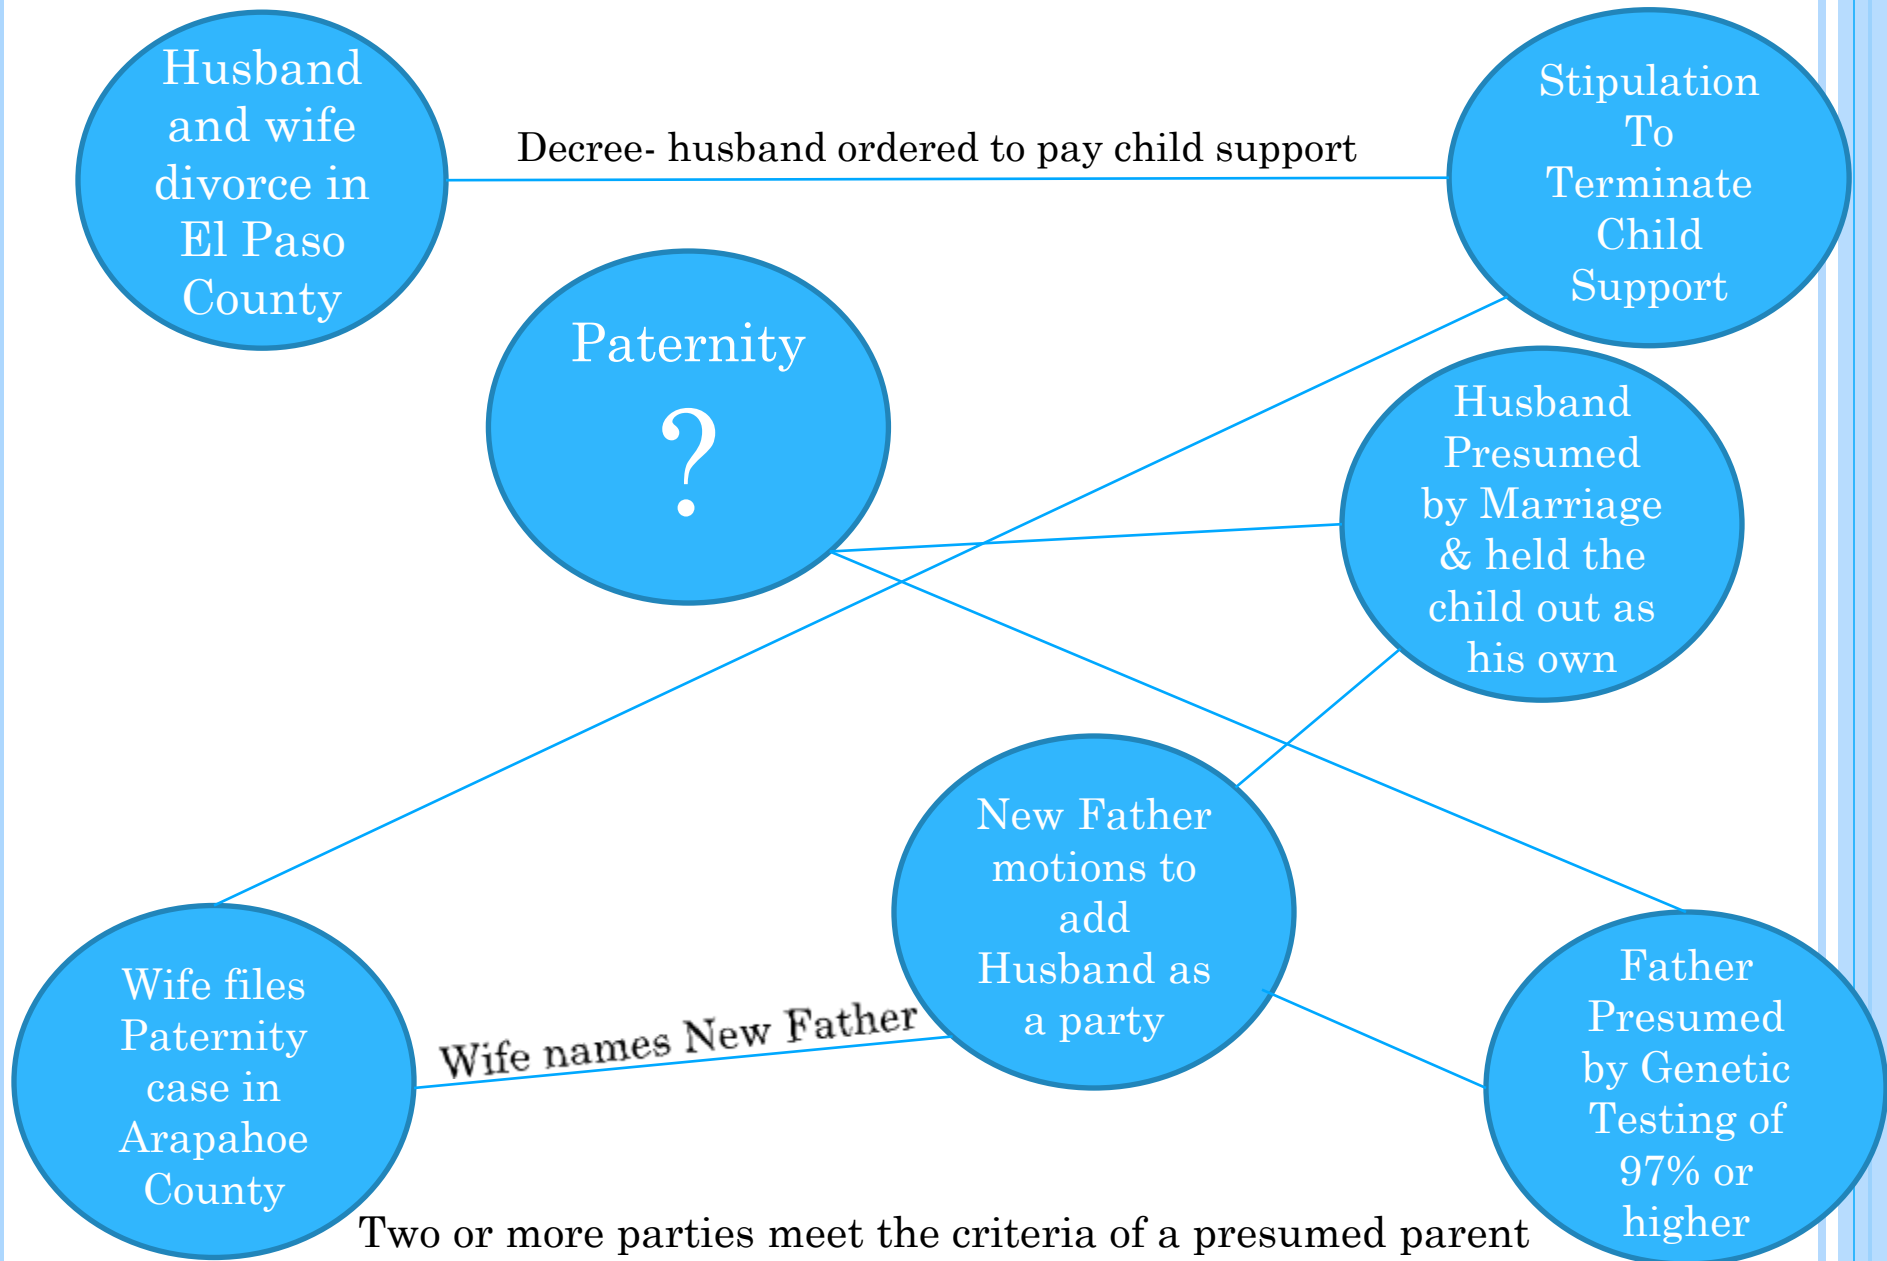 Husband
and wife
divorce in
El Paso
County
Decree- husband ordered to pay child support
Stipulation
To
Terminate
Child
Support
Paternity
?
Husband
Presumed
by Marriage
& held the
child out as
his own
New Father
motions to
add
Husband as
a party
Wife files
Paternity
case in
Arapahoe
County
Wife names New Father
Father
Presumed
by Genetic
Testing of
97% or
higher
Two or more parties meet the criteria of a presumed parent